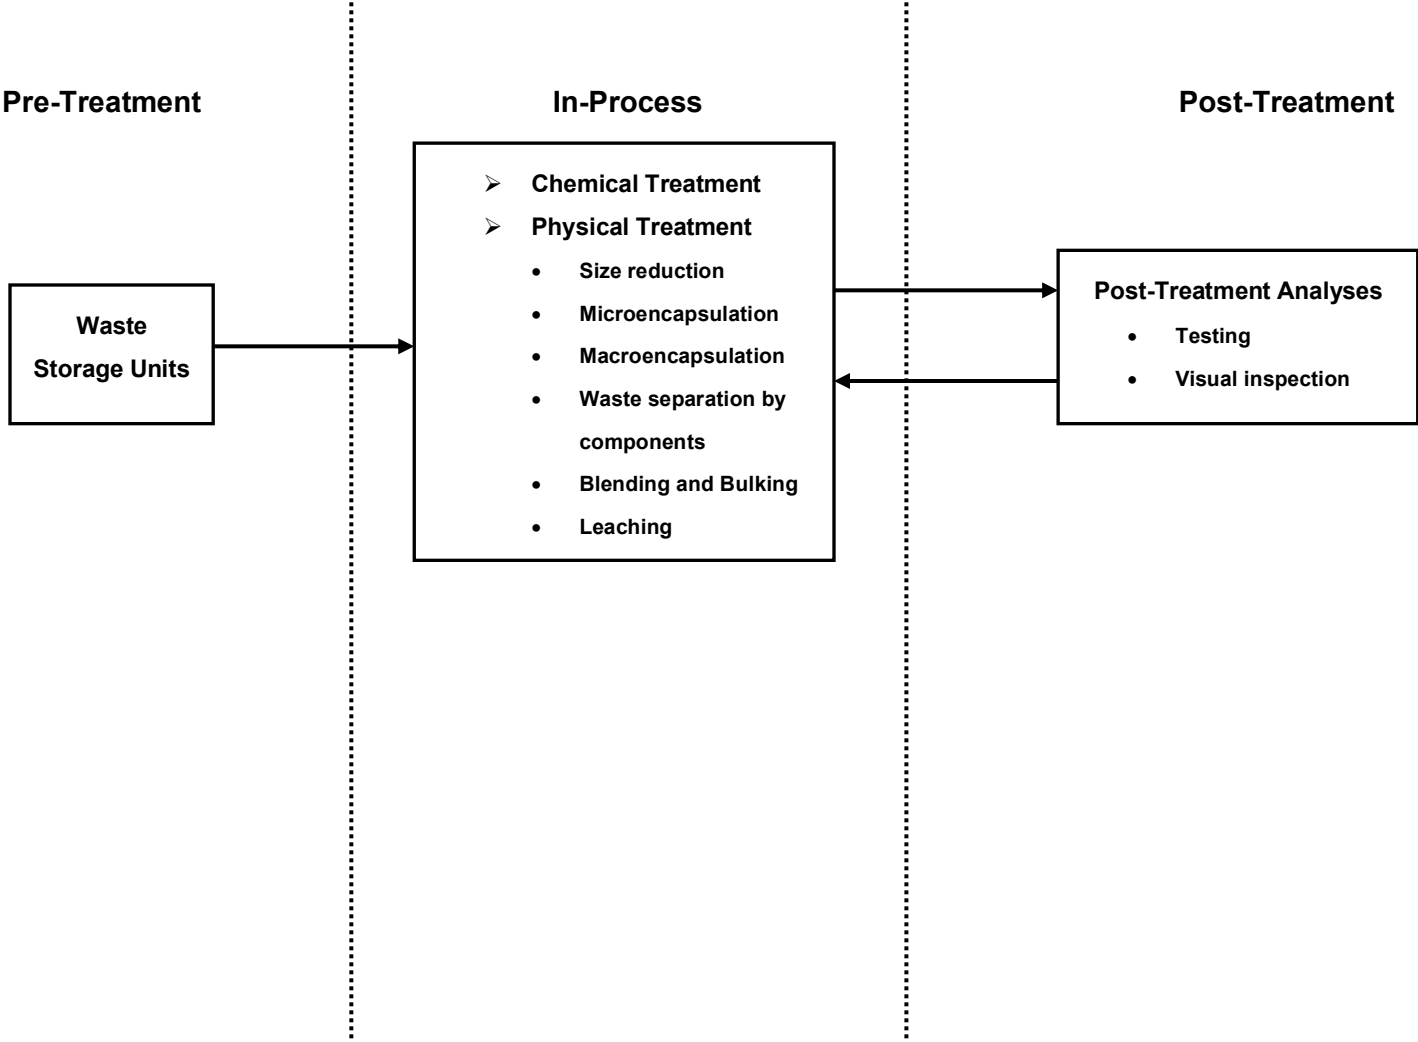 Pre-Treatment
In-Process
Post-Treatment
Waste
Storage Units
➢ Chemical Treatment
➢ Physical Treatment
• Size reduction
• Microencapsulation
• Macroencapsulation
• Waste separation by
components
• Blending and Bulking
• Leaching
Post-Treatment Analyses
• Testing
• Visual inspection